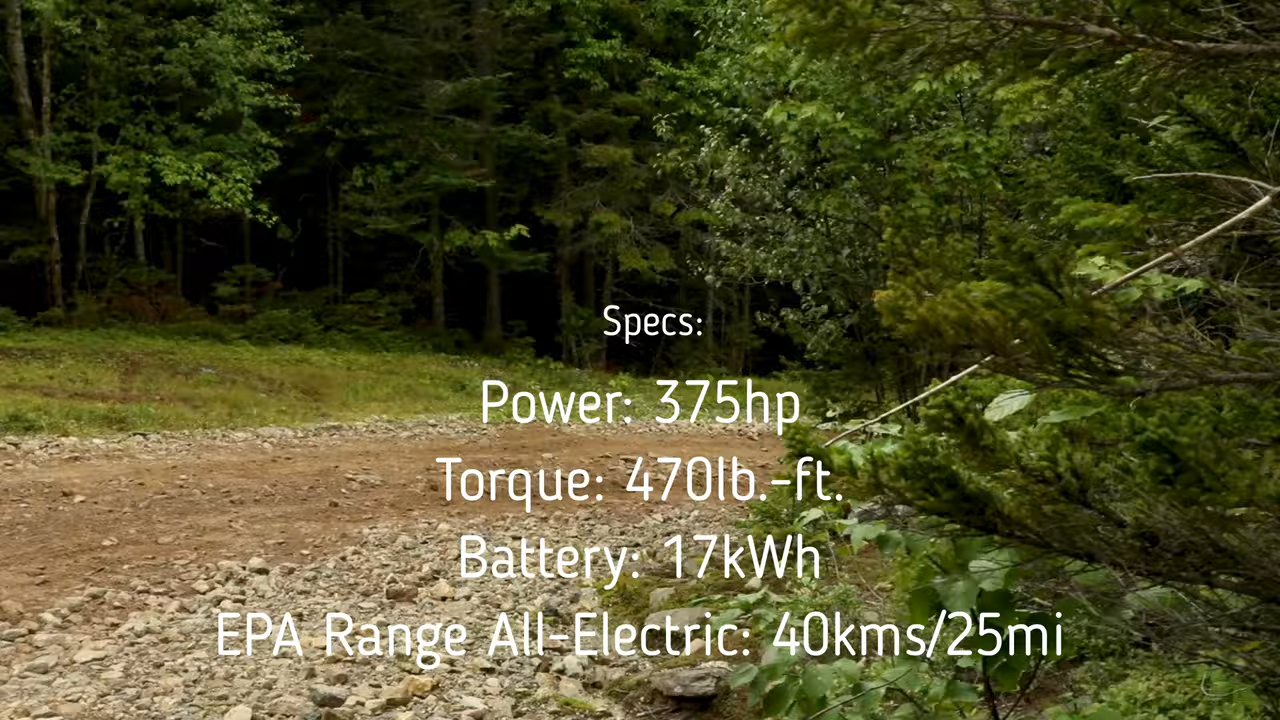 Specs:
Power: 375hp
Torque: 470lb.-ft.
Battery: 17kWh
EPA Range All-Electric: 40kms/25mi